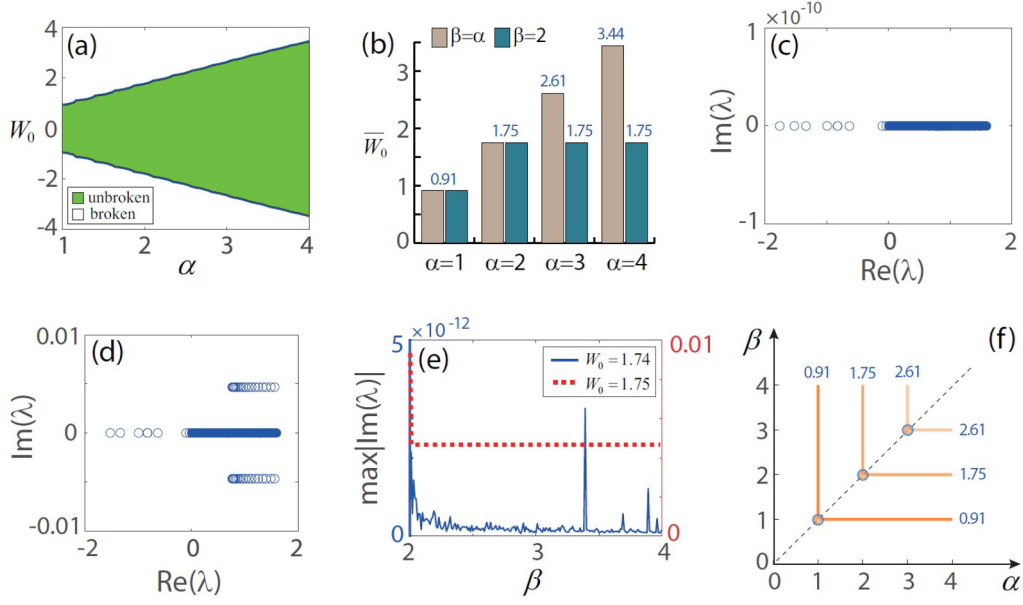 (a)
W₀
4
2
0
-2
-4
unbroken
broken
1
2
3
4
α
(b)
β=α
β=2
W̅₀
3
2
1
0
0.91
1.75
2.61
1.75
3.44
1.75
α=1
α=2
α=3
α=4
(c)
1 ×10⁻¹⁰
Im(λ)
0
-1
-2
0
2
Re(λ)
(d)
0.01
Im(λ)
0
-0.01
-2
0
2
Re(λ)
(e)
5 ×10⁻¹²
max|Im(λ)|
0
W₀ = 1.74
W₀ = 1.75
0.01
0
2
3
4
β
(f)
β
4
3
2
1
0
0.91
1.75
2.61
2.61
1.75
0.91
0
1
2
3
4
α